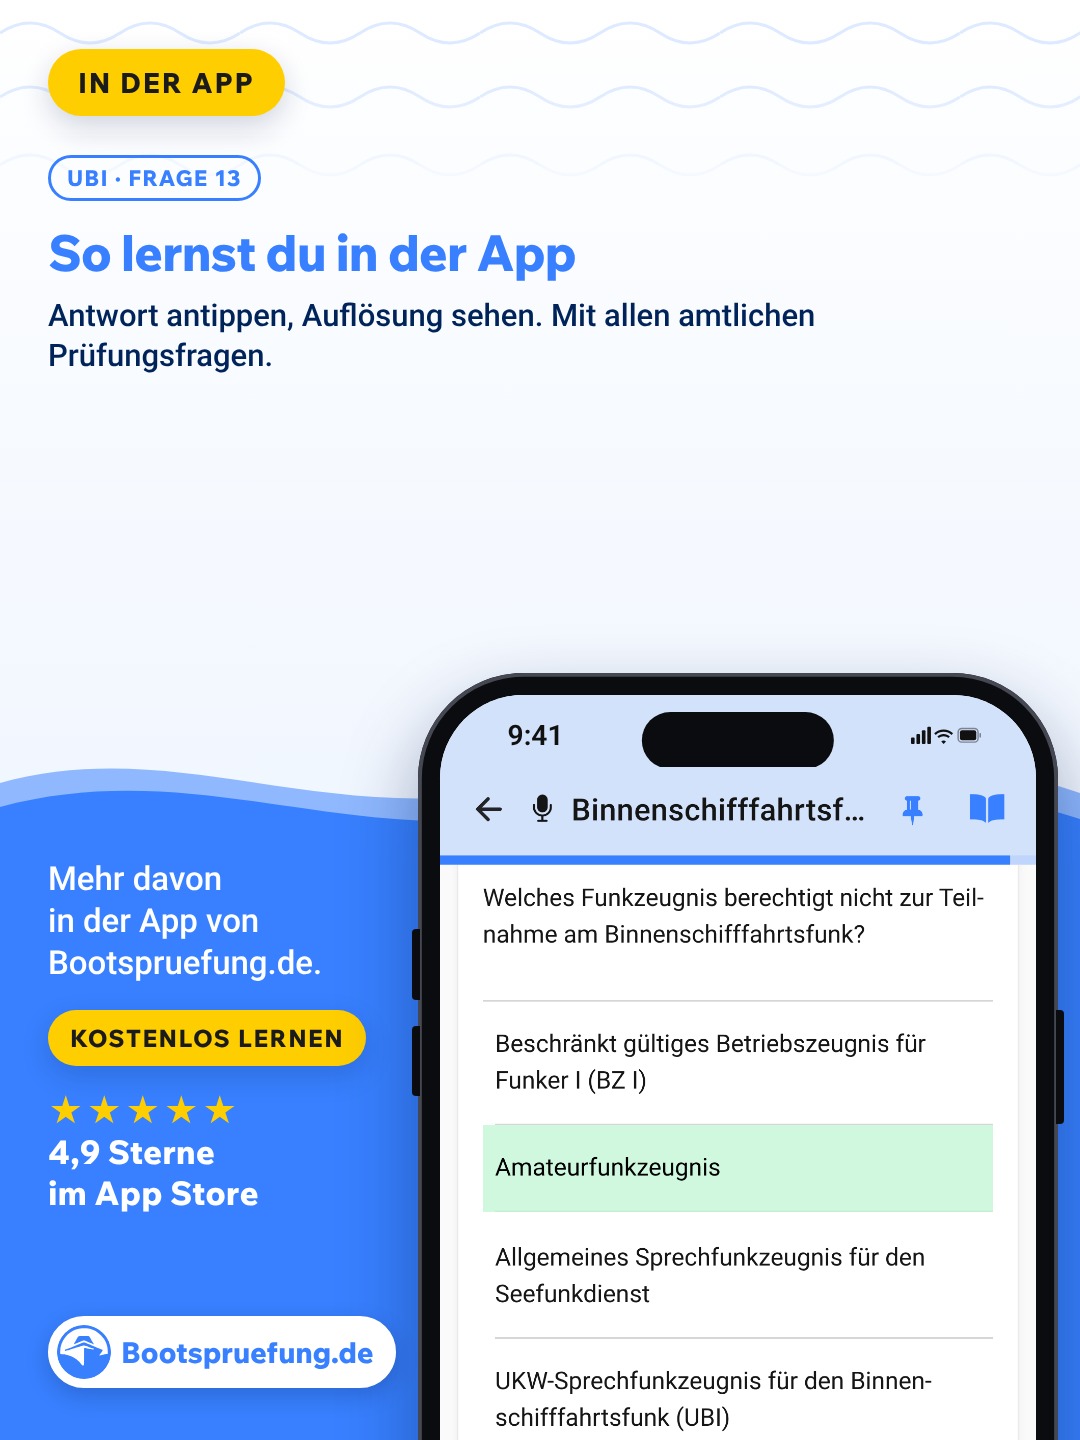 IN DER APP
UBI · FRAGE 13
So lernst du in der App
Antwort antippen, Auflösung sehen. Mit allen amtlichen
Prüfungsfragen.
Mehr davon
in der App von
Bootspruefung.de.
KOSTENLOS LERNEN
★★★★★
4,9 Sterne
im App Store
Bootspruefung.de
9:41
Binnenschifffahrtsf...
Welches Funkzeugnis berechtigt nicht zur Teil-
nahme am Binnenschifffahrtsfunk?
Beschränkt gültiges Betriebszeugnis für
Funker I (BZ I)
Amateurfunkzeugnis
Allgemeines Sprechfunkzeugnis für den
Seefunkdienst
UKW-Sprechfunkzeugnis für den Binnen-
schifffahrtsfunk (UBI)